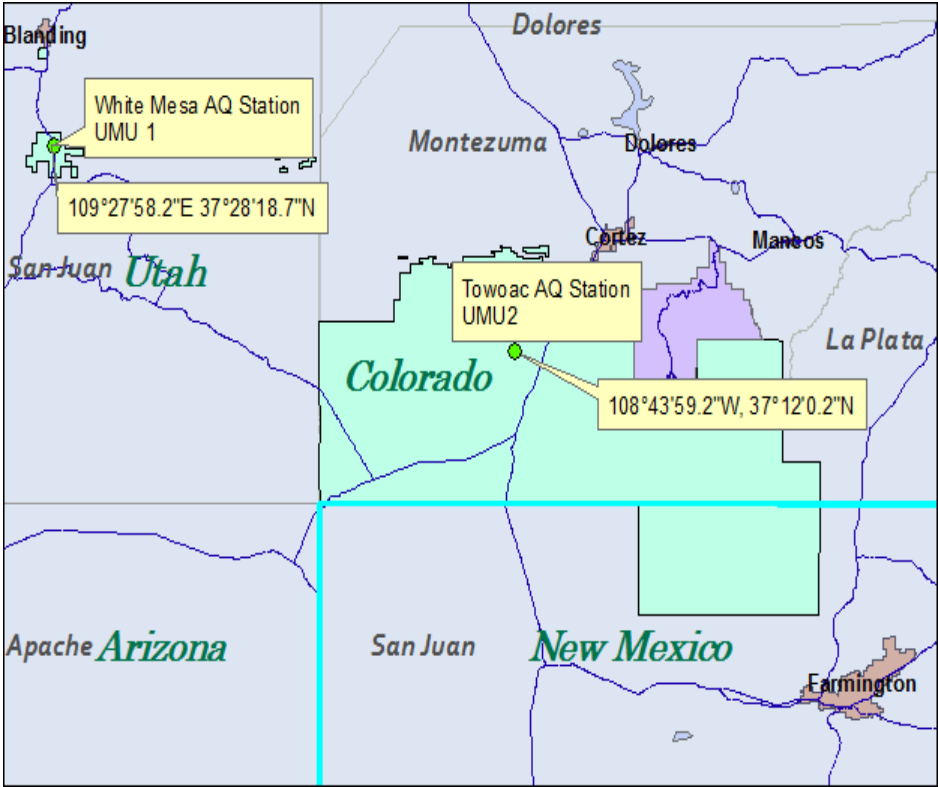 Dolores
Blanding
White Mesa AQ Station
UMU 1
Montezuma
Dolores
109°27'58.2"E 37°28'18.7"N
Cortez
Mancos
San Juan
Utah
Towoac AQ Station
UMU2
La Plata
Colorado
108°43'59.2"W, 37°12'0.2"N
Apache
Arizona
San Juan
New Mexico
Farmington